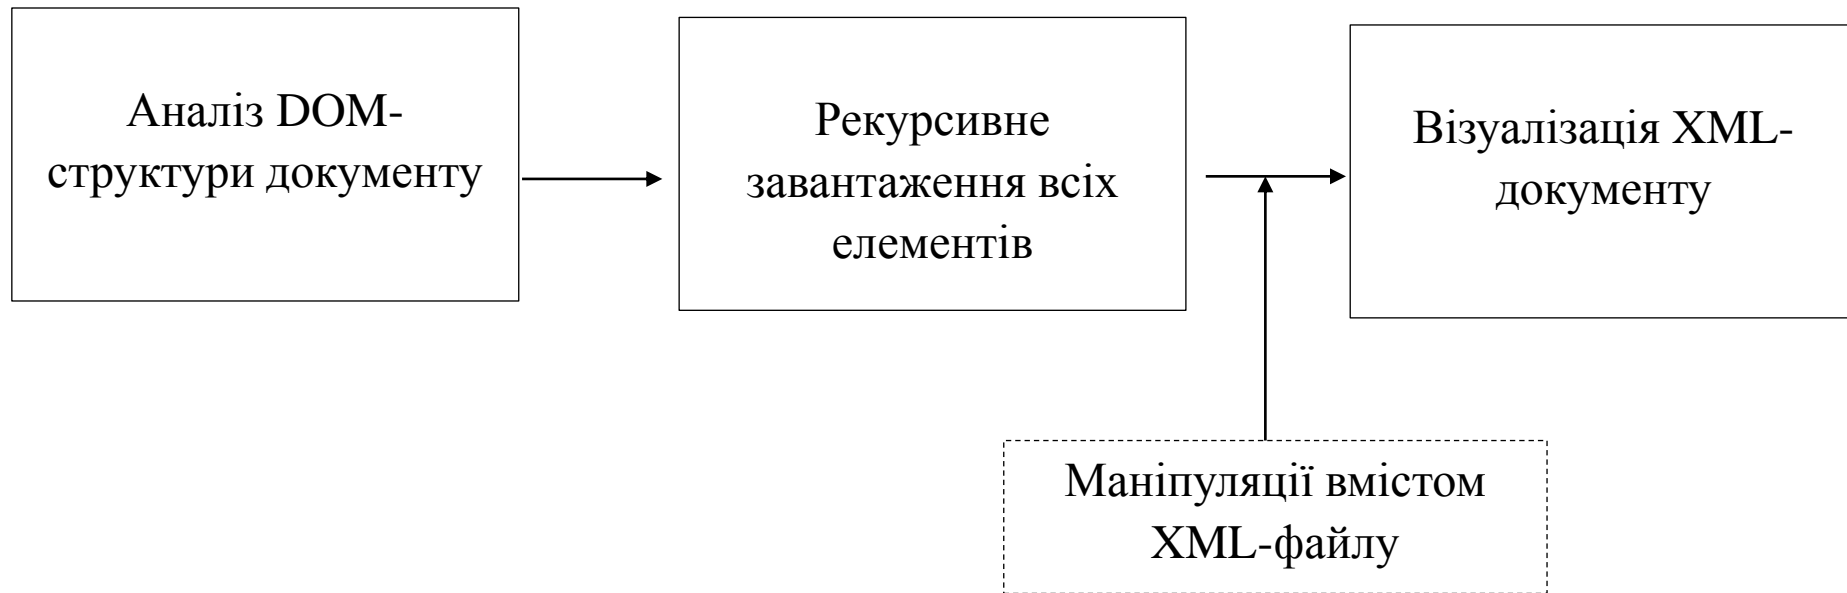 Аналіз DOM-
структури документу
Рекурсивне
завантаження всіх
елементів
Візуалізація XML-
документу
Маніпуляції вмістом
XML-файлу